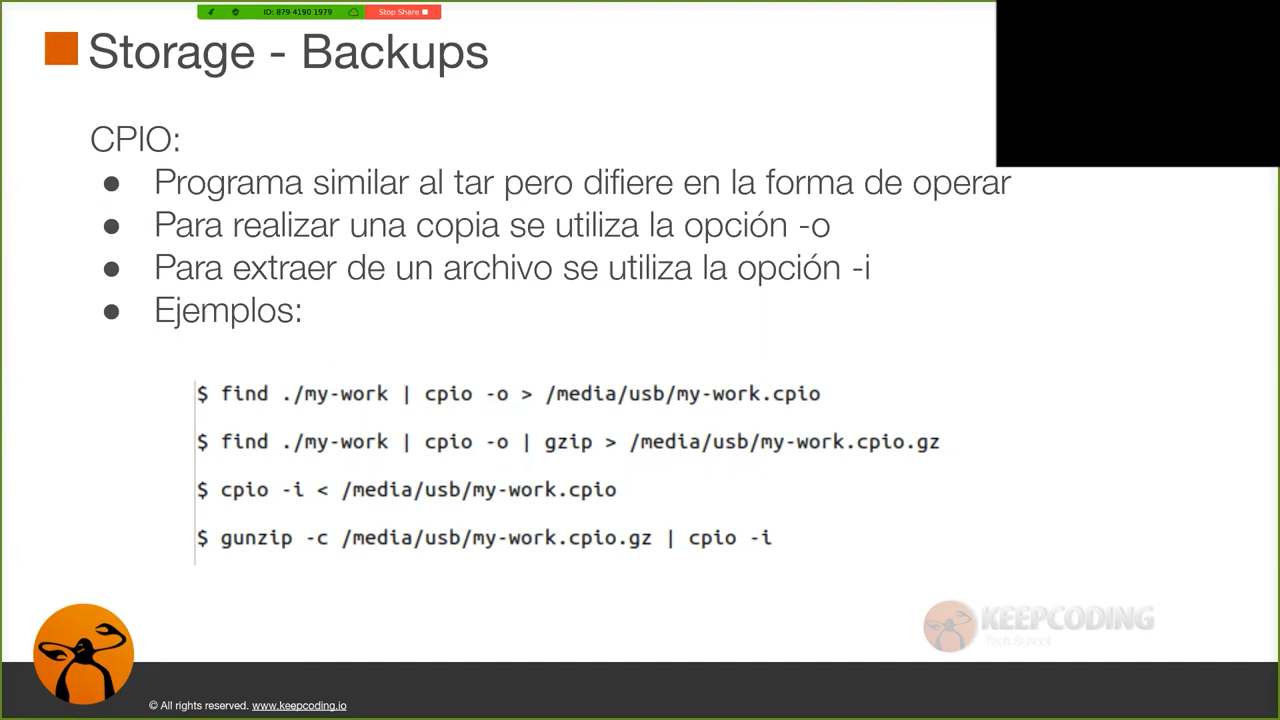 ID: 879 4190 1979
Stop Share
Storage - Backups
CPIO:
● Programa similar al tar pero difiere en la forma de operar
● Para realizar una copia se utiliza la opción -o
● Para extraer de un archivo se utiliza la opción -i
● Ejemplos:
$ find ./my-work | cpio -o > /media/usb/my-work.cpio
$ find ./my-work | cpio -o | gzip > /media/usb/my-work.cpio.gz
$ cpio -i < /media/usb/my-work.cpio
$ gunzip -c /media/usb/my-work.cpio.gz | cpio -i
KEEPCODING
Tech School
© All rights reserved. www.keepcoding.io